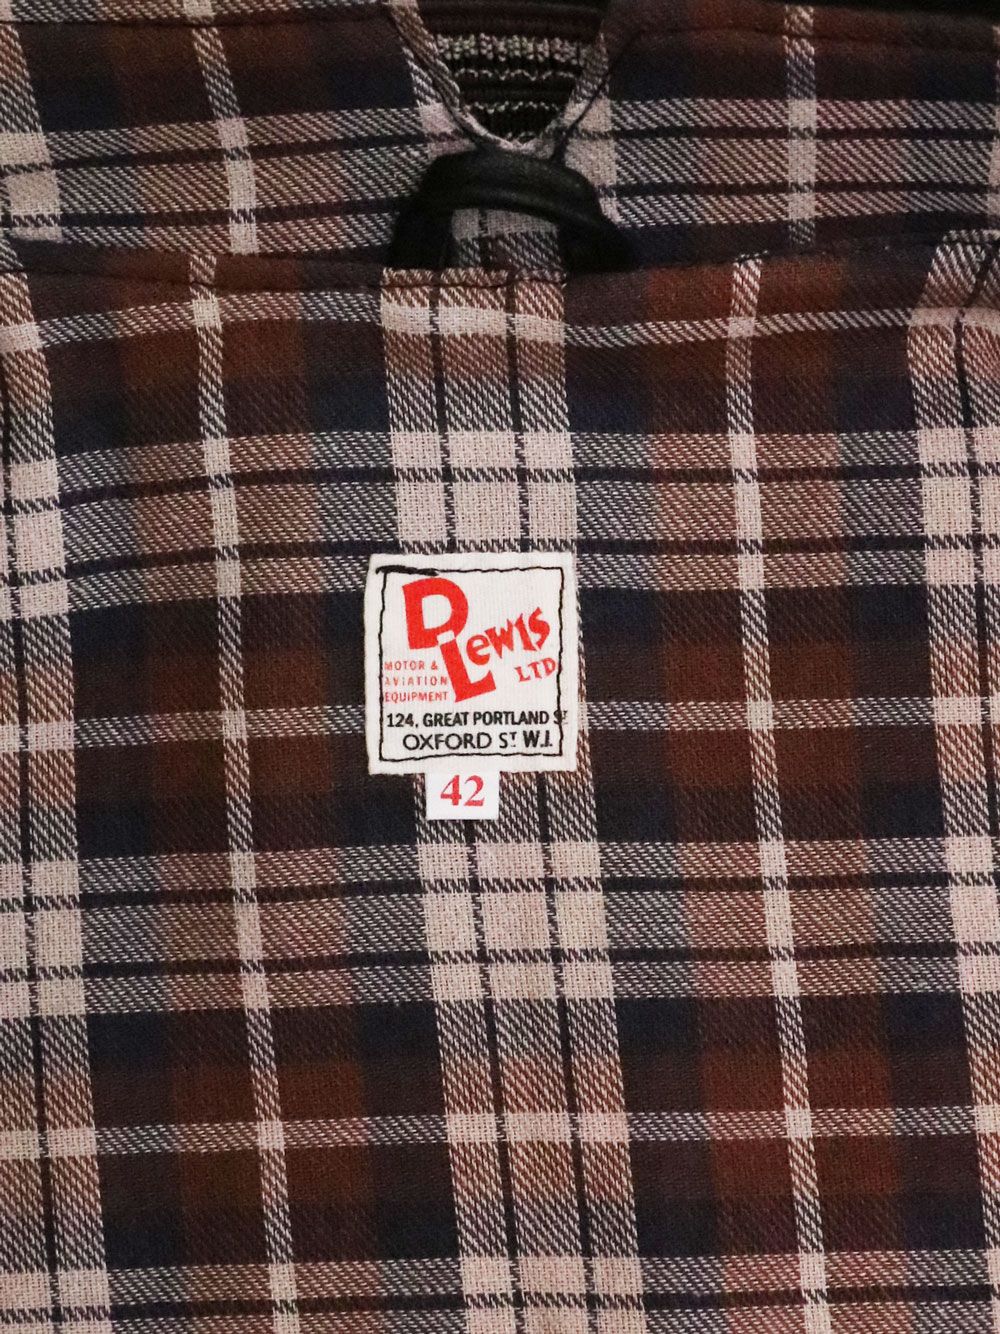 D Lewis
LTD
MOTOR &
AVIATION
EQUIPMENT
124, GREAT PORTLAND ST
OXFORD ST W.I.
42